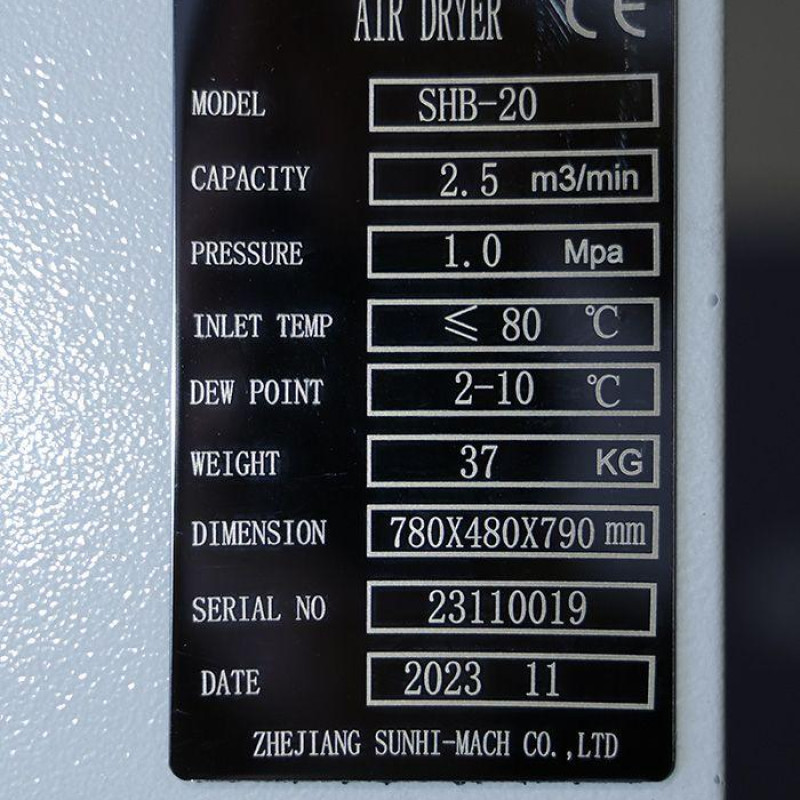 AIR DRYER CE
MODEL SHB-20
CAPACITY 2.5 m3/min
PRESSURE 1.0 Mpa
INLET TEMP ≤ 80 ℃
DEW POINT 2-10 ℃
WEIGHT 37 KG
DIMENSION 780X480X790 mm
SERIAL NO 23110019
DATE 2023 11
ZHEJIANG SUNHI-MACH CO.,LTD